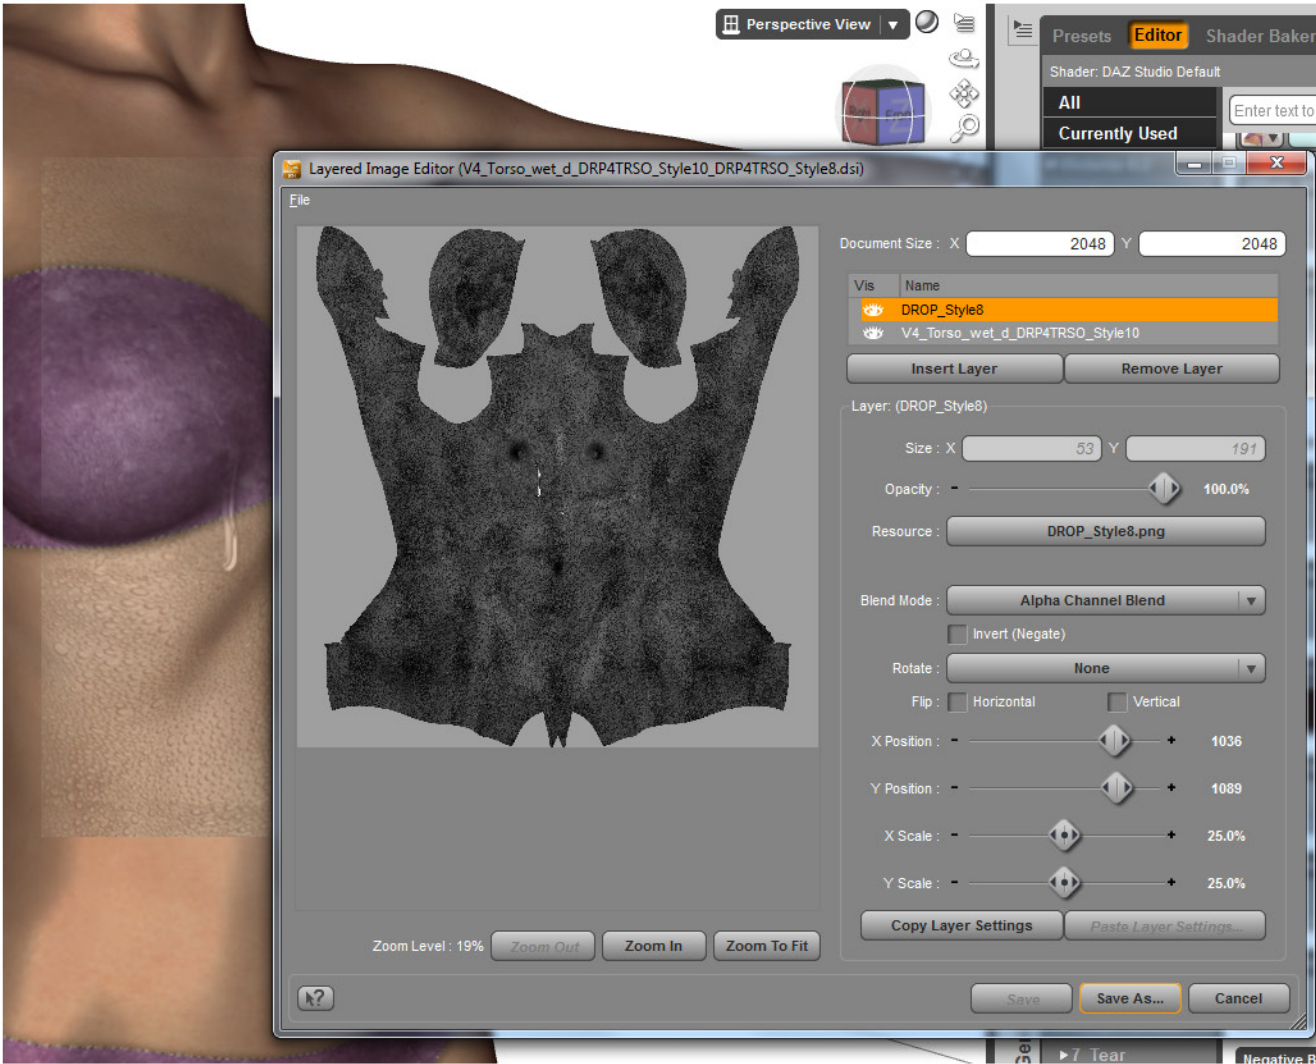 Perspective View
Presets Editor Shader Baker
Shader: DAZ Studio Default
All
Enter text to
Currently Used
Right Front
Layered Image Editor (V4_Torso_wet_d_DRP4TRSO_Style10_DRP4TRSO_Style8.dsi)
File
Document Size : X 2048 Y 2048
Vis Name
DROP_Style8
V4_Torso_wet_d_DRP4TRSO_Style10
Insert Layer Remove Layer
Layer: (DROP_Style8)
Size : X 53 Y 191
Opacity : - 100.0%
Resource : DROP_Style8.png
Blend Mode : Alpha Channel Blend
Invert (Negate)
Rotate : None
Flip : Horizontal Vertical
X Position : - + 1036
Y Position : - + 1089
X Scale : - + 25.0%
Y Scale : - + 25.0%
Copy Layer Settings Paste Layer Settings...
Zoom Level : 19% Zoom Out Zoom In Zoom To Fit
Save Save As... Cancel
7 Tear
Negative R